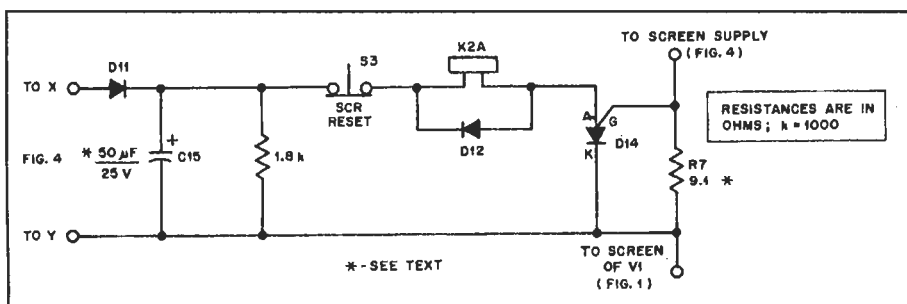 TO SCREEN SUPPLY
(FIG. 4)
K2A
D11
S3
TO X
SCR
RESET
A
G
RESISTANCES ARE IN
OHMS; k = 1000
D12
K
D14
FIG. 4
* 50 µF
25 V
+
C15
1.8 k
R7
9.1 *
TO Y
*-SEE TEXT
TO SCREEN
OF V1
(FIG. 1)